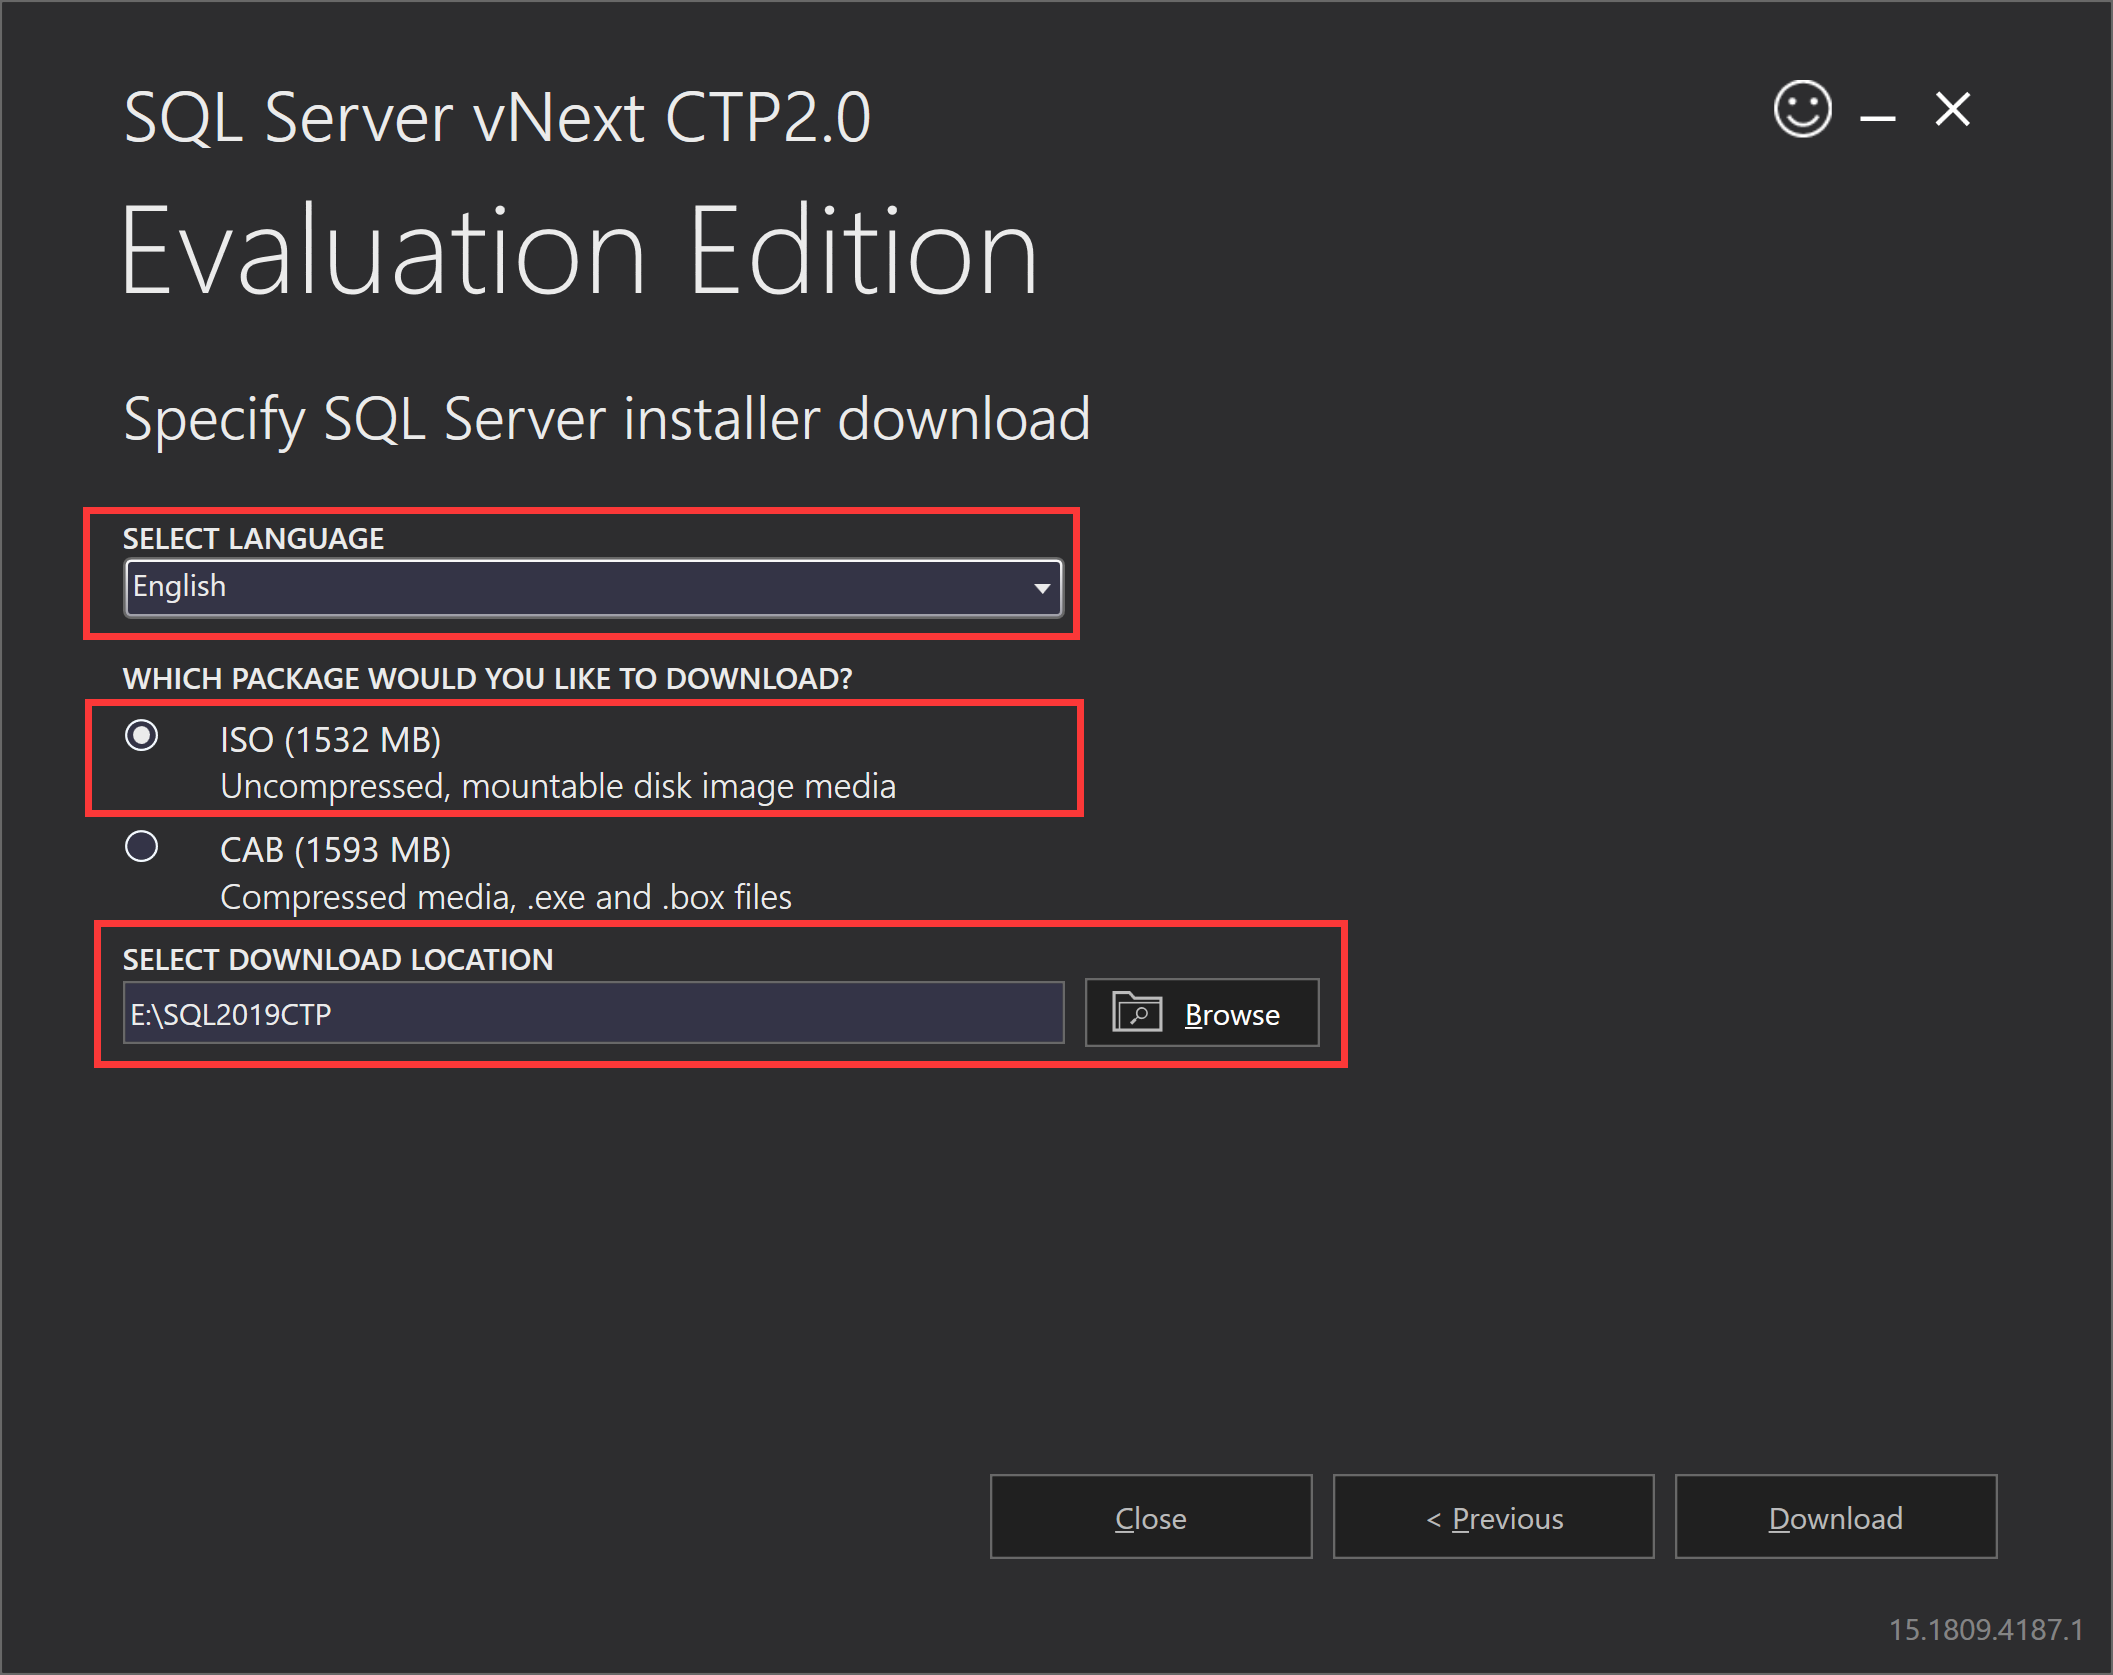 SQL Server vNext CTP2.0
Evaluation Edition
Specify SQL Server installer download
SELECT LANGUAGE
English
WHICH PACKAGE WOULD YOU LIKE TO DOWNLOAD?
ISO (1532 MB)
Uncompressed, mountable disk image media
CAB (1593 MB)
Compressed media, .exe and .box files
SELECT DOWNLOAD LOCATION
E:\SQL2019CTP
Browse
Close
< Previous
Download
15.1809.4187.1